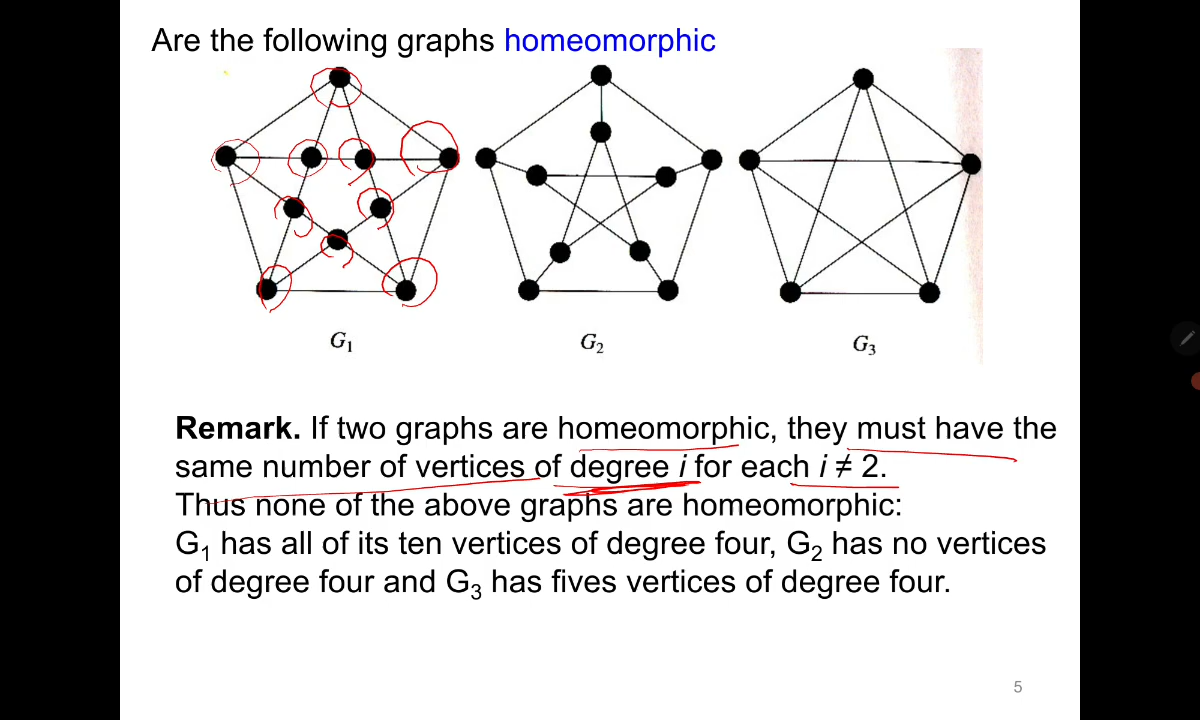 Are the following graphs homeomorphic
G₁ G₂ G₃
Remark. If two graphs are homeomorphic, they must have the
same number of vertices of degree i for each i ≠ 2.
Thus none of the above graphs are homeomorphic:
G₁ has all of its ten vertices of degree four, G₂ has no vertices
of degree four and G₃ has fives vertices of degree four.
5